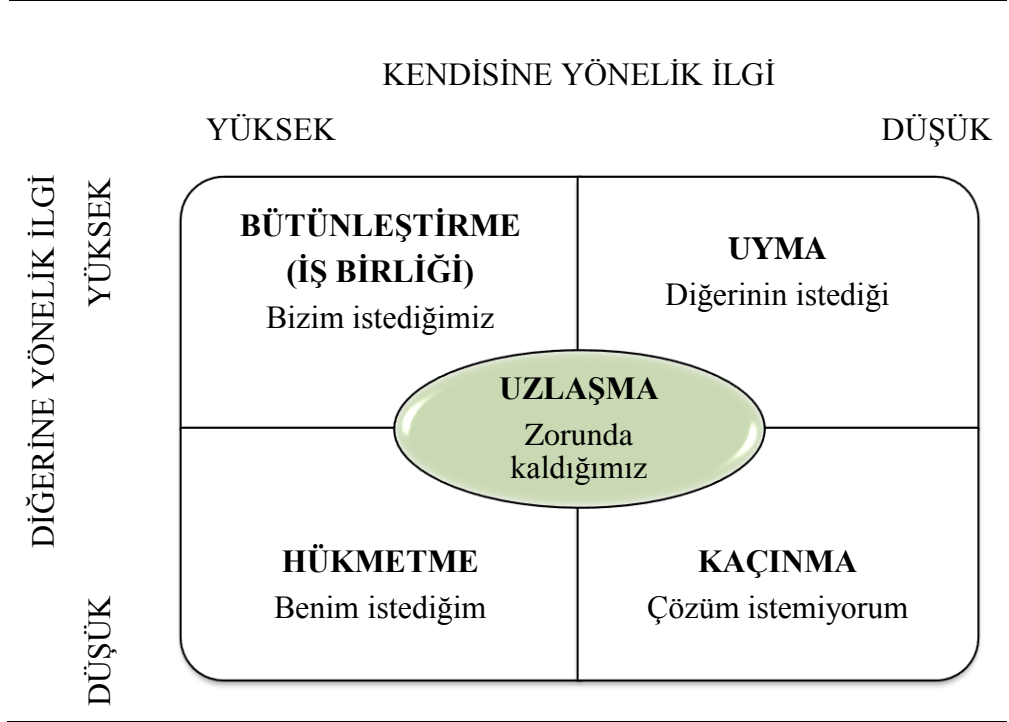 KENDİSİNE YÖNELİK İLGİ
YÜKSEK
DÜŞÜK
DİĞERİNE YÖNELİK İLGİ
YÜKSEK
DÜŞÜK
BÜTÜNLEŞTİRME
(İŞ BİRLİĞİ)
Bizim istediğimiz
UYMA
Diğerinin istediği
UZLAŞMA
Zorunda
kaldığımız
HÜKMETME
Benim istediğim
KAÇINMA
Çözüm istemiyorum